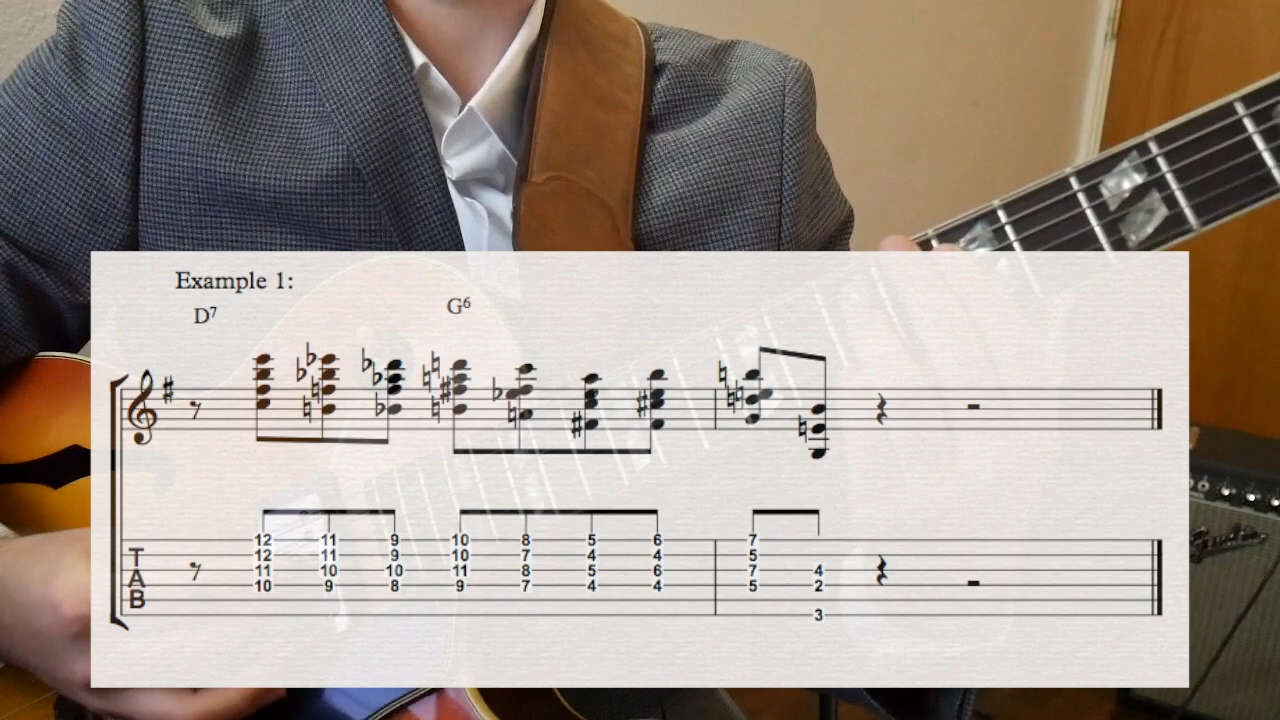 Example 1:
D7
G6
12 11 9 10 8 5 6 7
12 11 9 10 7 4 4 5
T 11 10 10 11 8 5 6 7 4
A 10 9 8 9 7 4 4 5 2
B
3